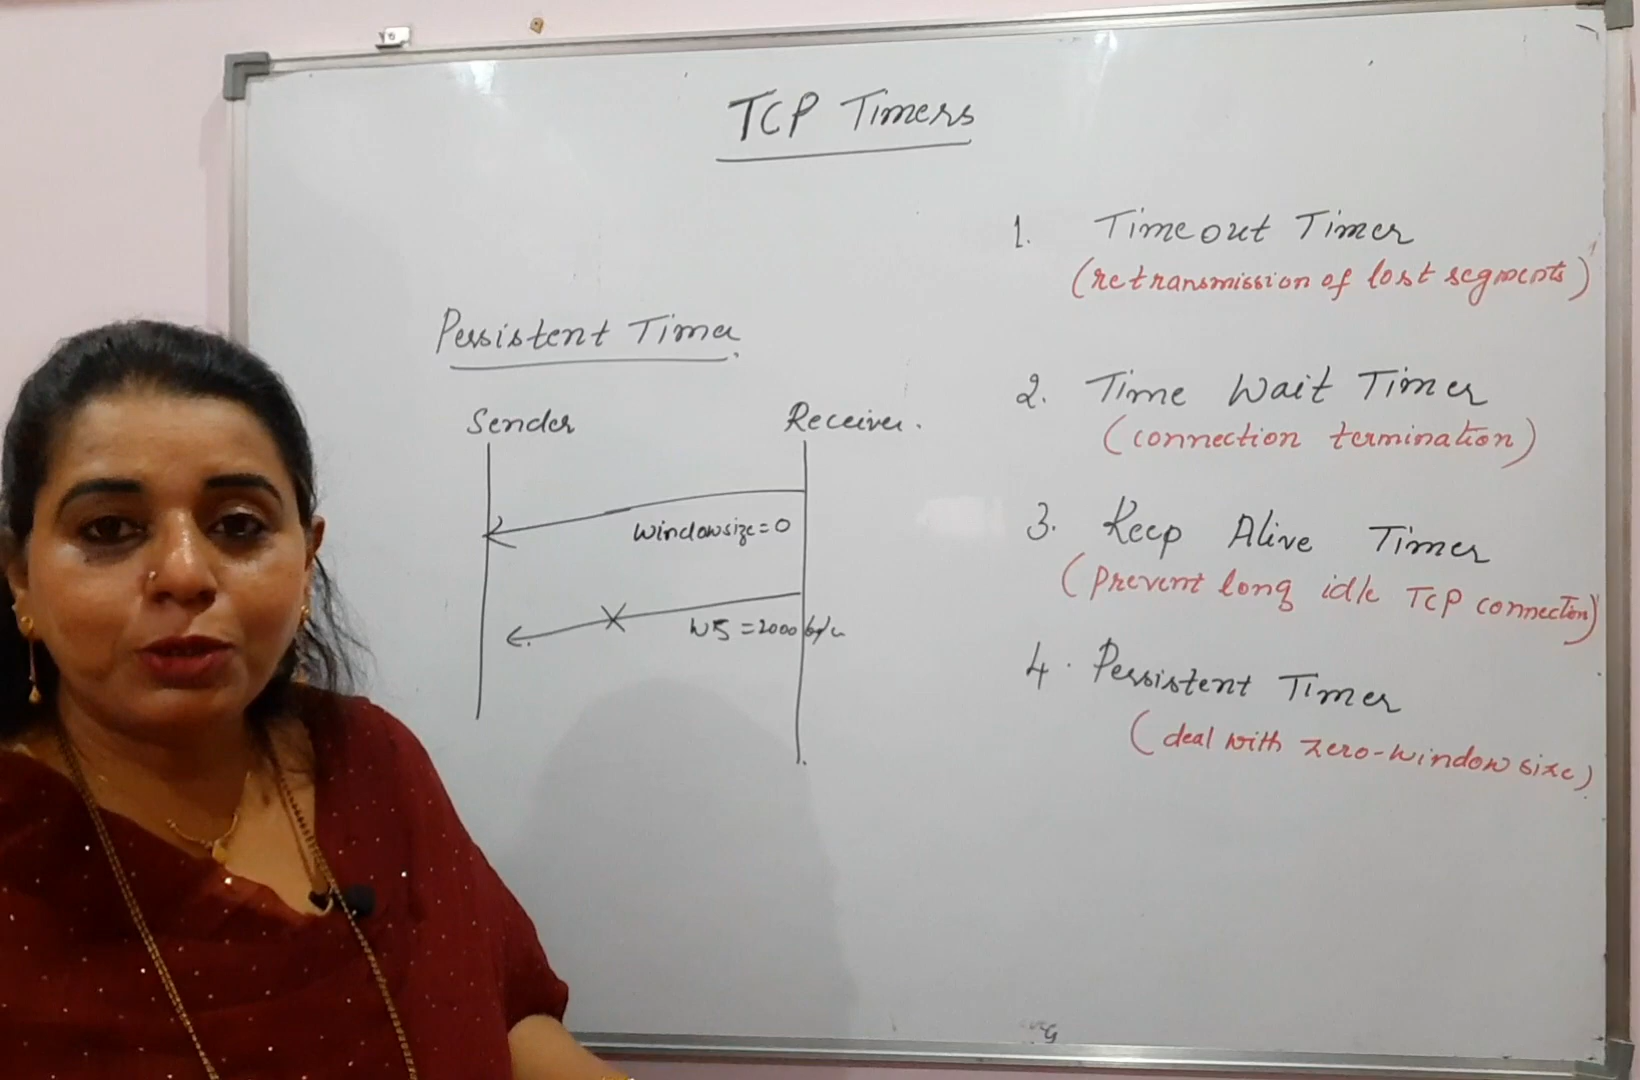 TCP Timers
Persistent Timer
Sender
Receiver.
Windowsize=0
WS=2000
1. Timeout Timer
(retransmission of lost segments)
2. Time Wait Timer
(connection termination)
3. Keep Alive Timer
(Prevent long idle TCP connection)
4. Persistent Timer
(deal with zero-window size)